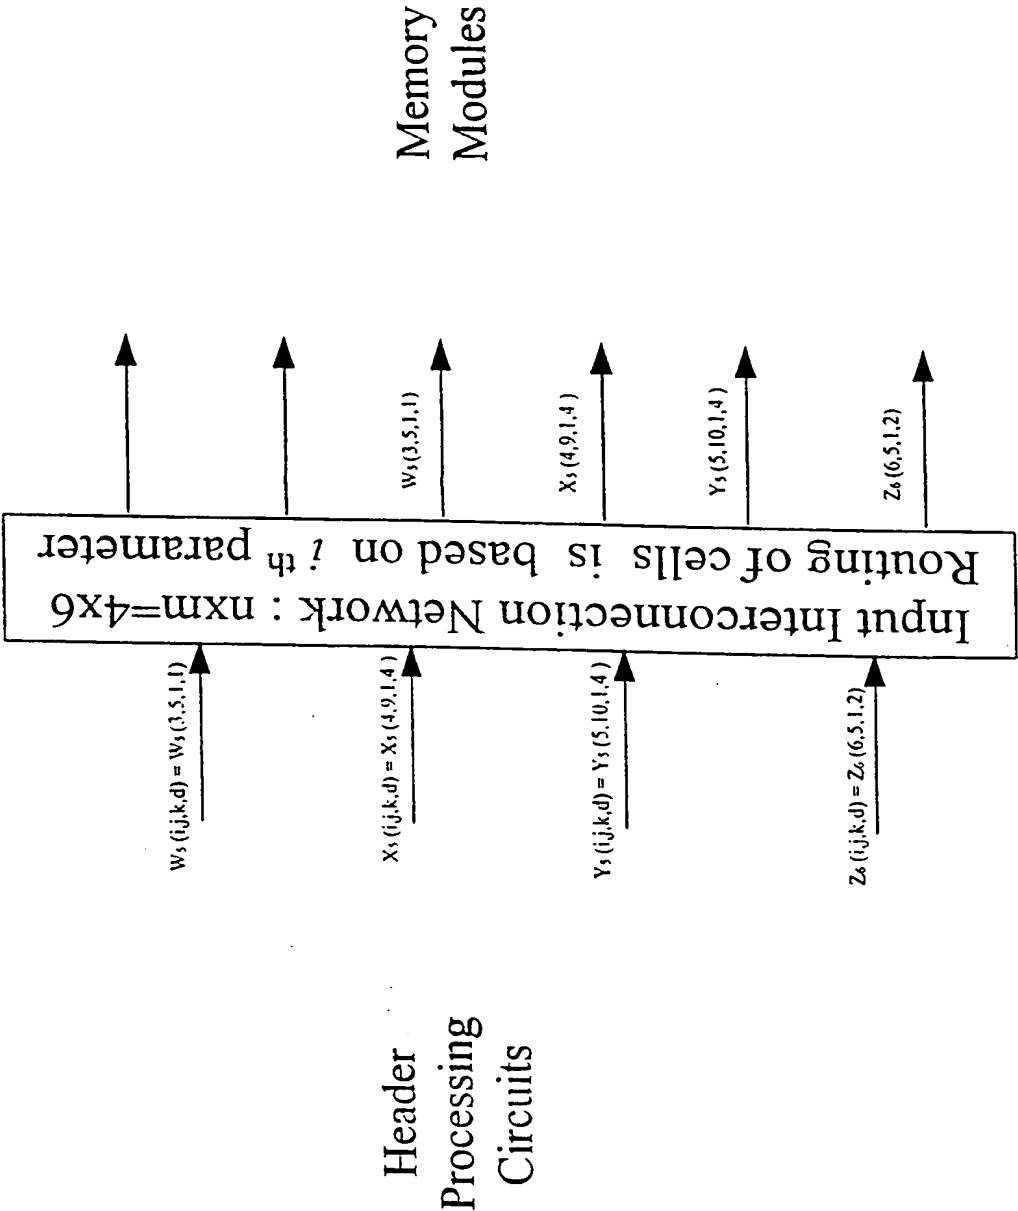 Header
Processing
Circuits
W5 (i,j,k,d) = W5 (3,5,1,1)
X5 (i,j,k,d) = X5 (4,9,1,4 )
Y5 (i,j,k,d) = Y5 (5,10,1,4 )
Z6 (i,j,k,d) = Z6 (6,5,1,2)
Input Interconnection Network : nxm=4x6
Routing of cells is based on i th parameter
W5 (3,5,1,1)
X5 (4,9,1,4 )
Y5 (5,10,1,4 )
Z6 (6,5,1,2)
Memory
Modules